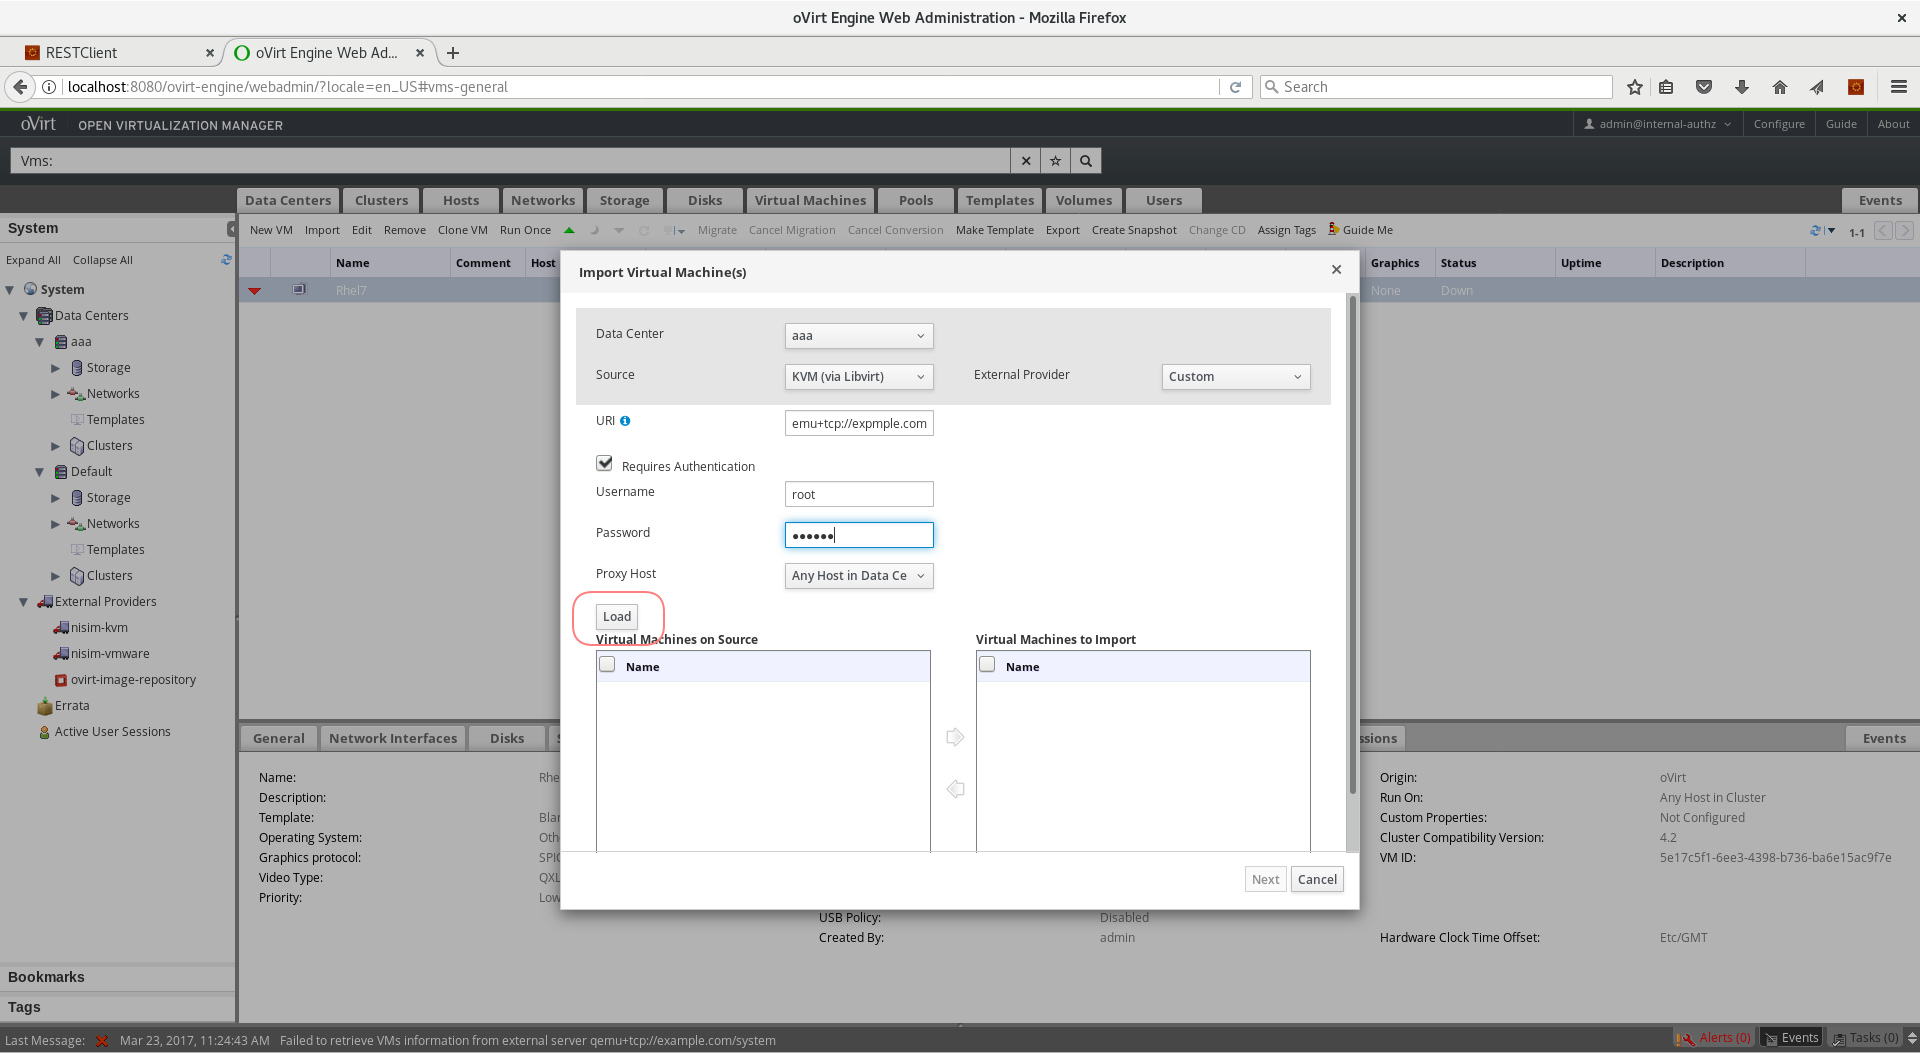 oVirt Engine Web Administration - Mozilla Firefox
RESTClient
oVirt Engine Web Ad...
localhost:8080/ovirt-engine/webadmin/?locale=en_US#vms-general
Search
oVirt OPEN VIRTUALIZATION MANAGER
admin@internal-authz Configure Guide About
Vms:
Data Centers Clusters Hosts Networks Storage Disks Virtual Machines Pools Templates Volumes Users Events
System
New VM Import Edit Remove Clone VM Run Once Migrate Cancel Migration Cancel Conversion Make Template Export Create Snapshot Change CD Assign Tags Guide Me 1-1
Expand All Collapse All
Name Comment Host Graphics Status Uptime Description
Rhel7 None Down
System
Data Centers
aaa
Storage
Networks
Templates
Clusters
Default
Storage
Networks
Templates
Clusters
External Providers
nisim-kvm
nisim-vmware
ovirt-image-repository
Errata
Active User Sessions
Bookmarks
Tags
Import Virtual Machine(s)
Data Center aaa
Source KVM (via Libvirt) External Provider Custom
URI emu+tcp://expmple.com
Requires Authentication
Username root
Password ••••••
Proxy Host Any Host in Data Ce
Load
Virtual Machines on Source Virtual Machines to Import
Name Name
Next Cancel
General Network Interfaces Disks S ssions Events
Name: Rhe Origin: oVirt
Description: Run On: Any Host in Cluster
Template: Blan Custom Properties: Not Configured
Operating System: Oth Cluster Compatibility Version: 4.2
Graphics protocol: SPIC VM ID: 5e17c5f1-6ee3-4398-b736-ba6e15ac9f7e
Video Type: QXL
Priority: Low
USB Policy: Disabled
Created By: admin Hardware Clock Time Offset: Etc/GMT
Last Message: Mar 23, 2017, 11:24:43 AM Failed to retrieve VMs information from external server qemu+tcp://example.com/system Alerts (0) Events Tasks (0)